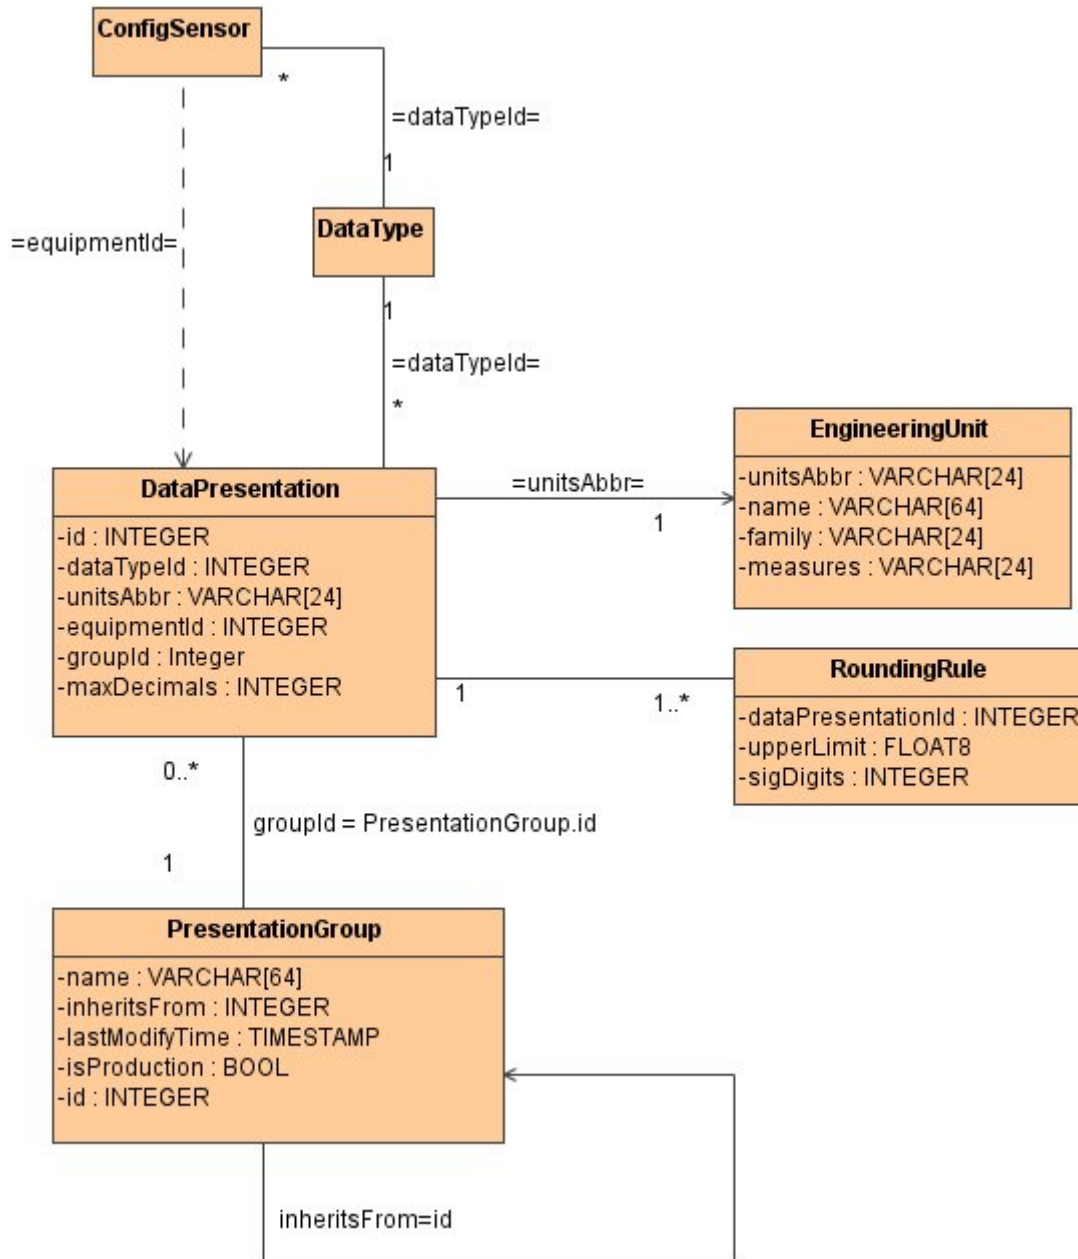 ConfigSensor
*
=dataTypeId=
1
DataType
=equipmentId=
1
=dataTypeId=
*
EngineeringUnit
-unitsAbbr : VARCHAR[24]
-name : VARCHAR[64]
-family : VARCHAR[24]
-measures : VARCHAR[24]
=unitsAbbr=
1
DataPresentation
-id : INTEGER
-dataTypeId : INTEGER
-unitsAbbr : VARCHAR[24]
-equipmentId : INTEGER
-groupId : Integer
-maxDecimals : INTEGER
1
1..*
RoundingRule
-dataPresentationId : INTEGER
-upperLimit : FLOAT8
-sigDigits : INTEGER
0..*
groupId = PresentationGroup.id
1
PresentationGroup
-name : VARCHAR[64]
-inheritsFrom : INTEGER
-lastModifyTime : TIMESTAMP
-isProduction : BOOL
-id : INTEGER
inheritsFrom=id